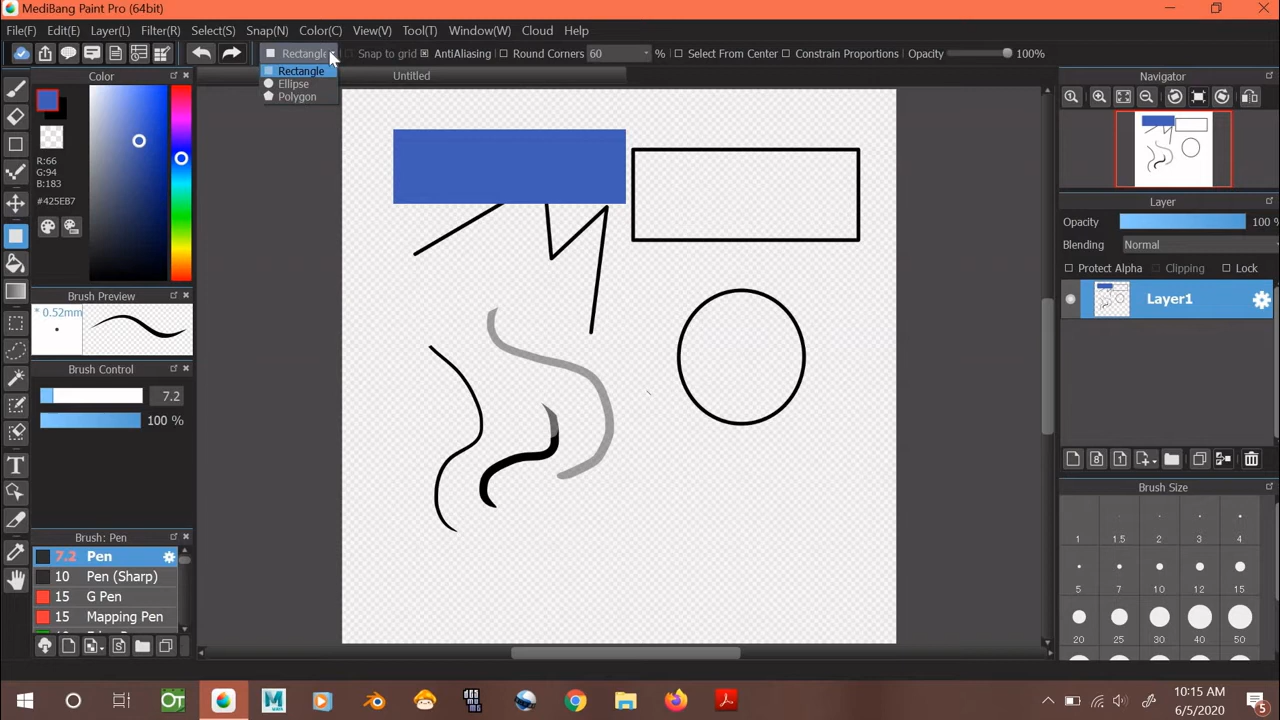 MediBang Paint Pro (64bit)
File(F) Edit(E) Layer(L) Filter(R) Select(S) Snap(N) Color(C) View(V) Tool(T) Window(W) Cloud Help
Rectangle Snap to grid AntiAliasing Round Corners 60 % Select From Center Constrain Proportions Opacity 100%
Rectangle
Ellipse
Polygon
Color
Untitled
Navigator
R:66
G:94
B:183
#425EB7
Layer
Opacity 100 %
Blending Normal
Protect Alpha Clipping Lock
Layer1
Brush Preview
* 0.52mm
Brush Control
7.2
100 %
Brush: Pen
7.2 Pen
10 Pen (Sharp)
15 G Pen
15 Mapping Pen
Brush Size
1 1.5 2 3 4
5 7 10 12 15
20 25 30 40 50
10:15 AM
6/5/2020
5